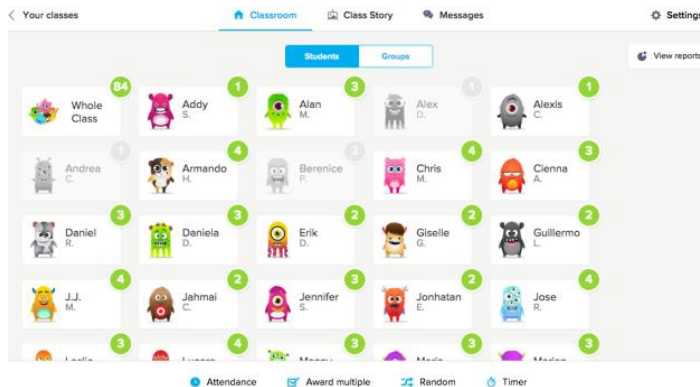 Your classes
Classroom
Class Story
Messages
Settings
Students
Groups
View reports
84
Whole
Class
1
Addy
S.
3
Alan
M.
1
Alex
D.
1
Alexis
C.
1
Andrea
C.
4
Armando
H.
2
Berenice
P.
4
Chris
M.
3
Cienna
A.
3
Daniel
R.
3
Daniela
D.
2
Erik
D.
2
Giselle
G.
2
Guillermo
L.
4
J.J.
M.
2
Jahmai
C.
3
Jennifer
S.
2
Jonhatan
E.
4
Jose
R.
3
4
3
3
3
Attendance
Award multiple
Random
Timer